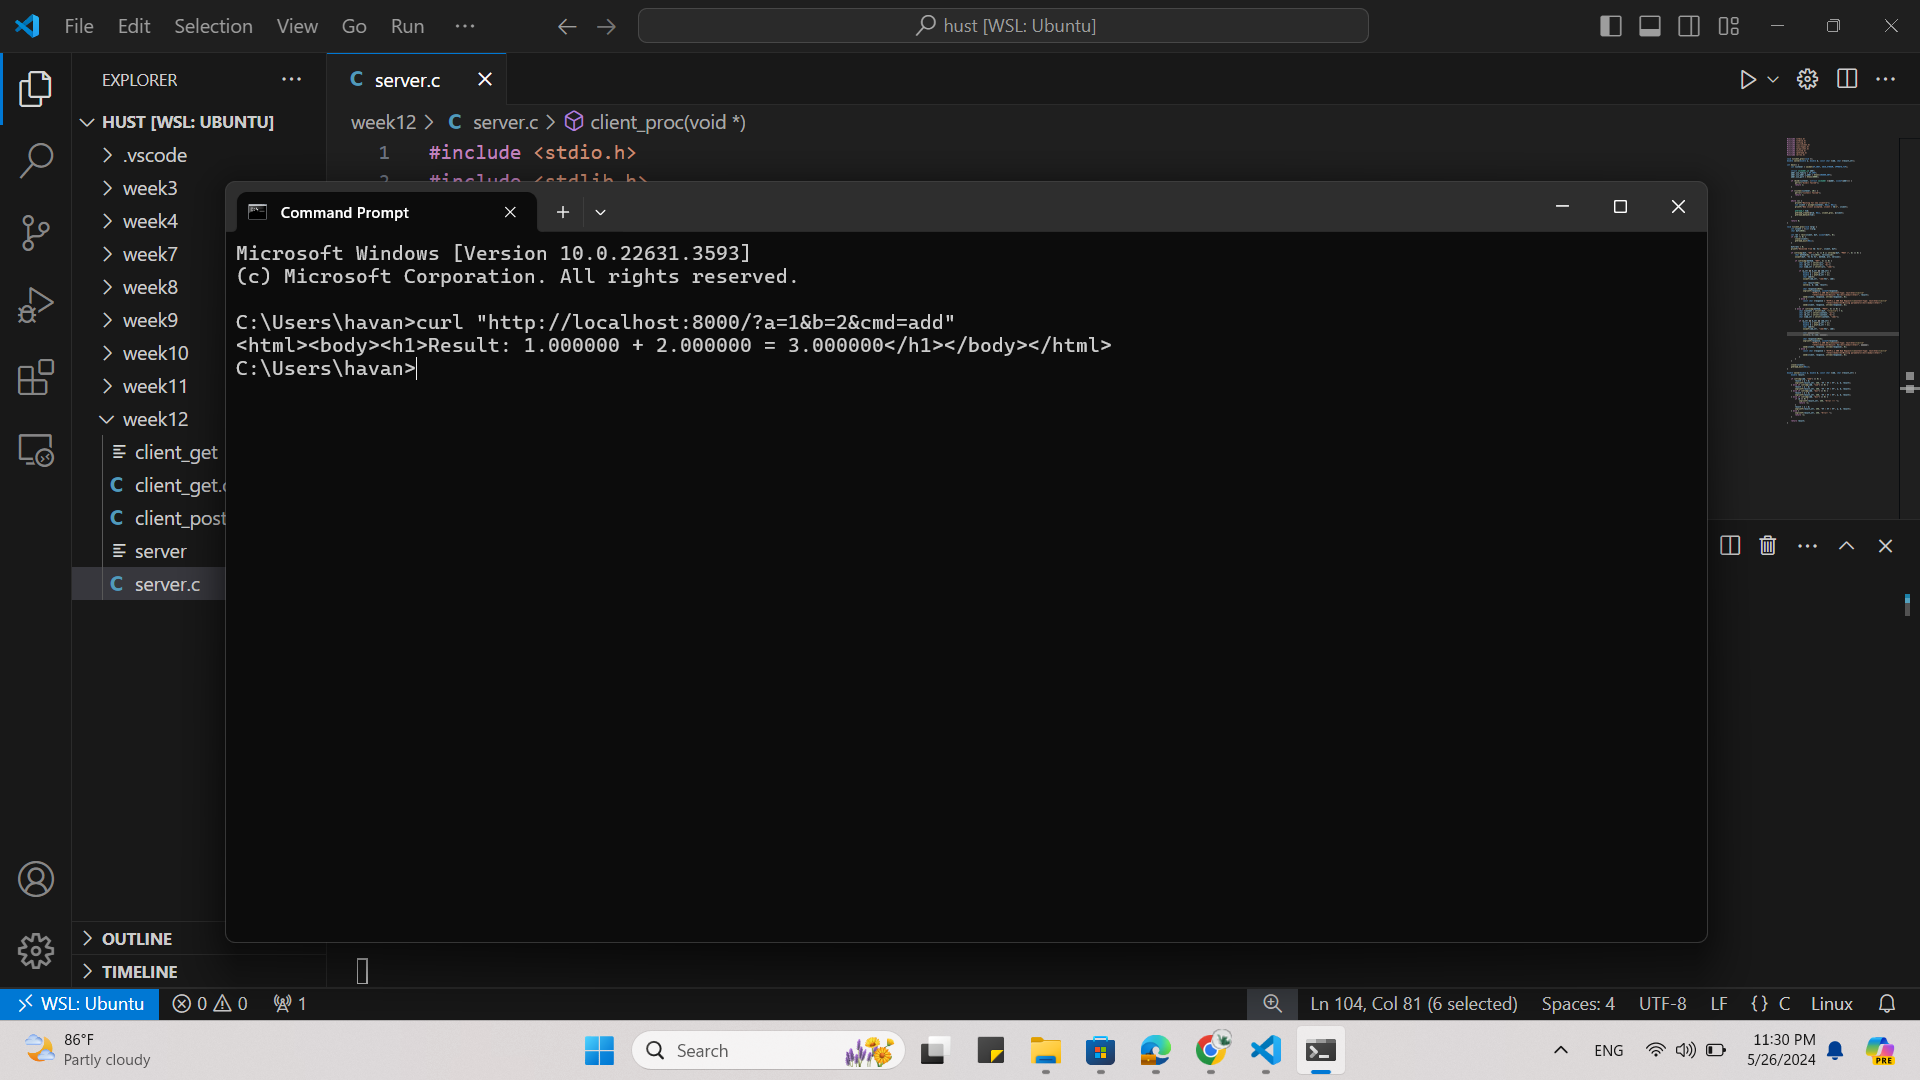 File Edit Selection View Go Run ···
hust [WSL: Ubuntu]
EXPLORER
server.c
HUST [WSL: UBUNTU]
.vscode
week3
week4
week7
week8
week9
week10
week11
week12
client_get
client_get.
client_post
server
server.c
OUTLINE
TIMELINE
week12 > C server.c > client_proc(void *)
1 #include <stdio.h>
2 #include <stdlib.h>
Command Prompt
Microsoft Windows [Version 10.0.22631.3593]
(c) Microsoft Corporation. All rights reserved.
C:\Users\havan>curl "http://localhost:8000/?a=1&b=2&cmd=add"
<html><body><h1>Result: 1.000000 + 2.000000 = 3.000000</h1></body></html>
C:\Users\havan>
WSL: Ubuntu 0 0 1
Ln 104, Col 81 (6 selected) Spaces: 4 UTF-8 LF {} C Linux
86°F
Partly cloudy
Search
ENG
11:30 PM
5/26/2024
PRE